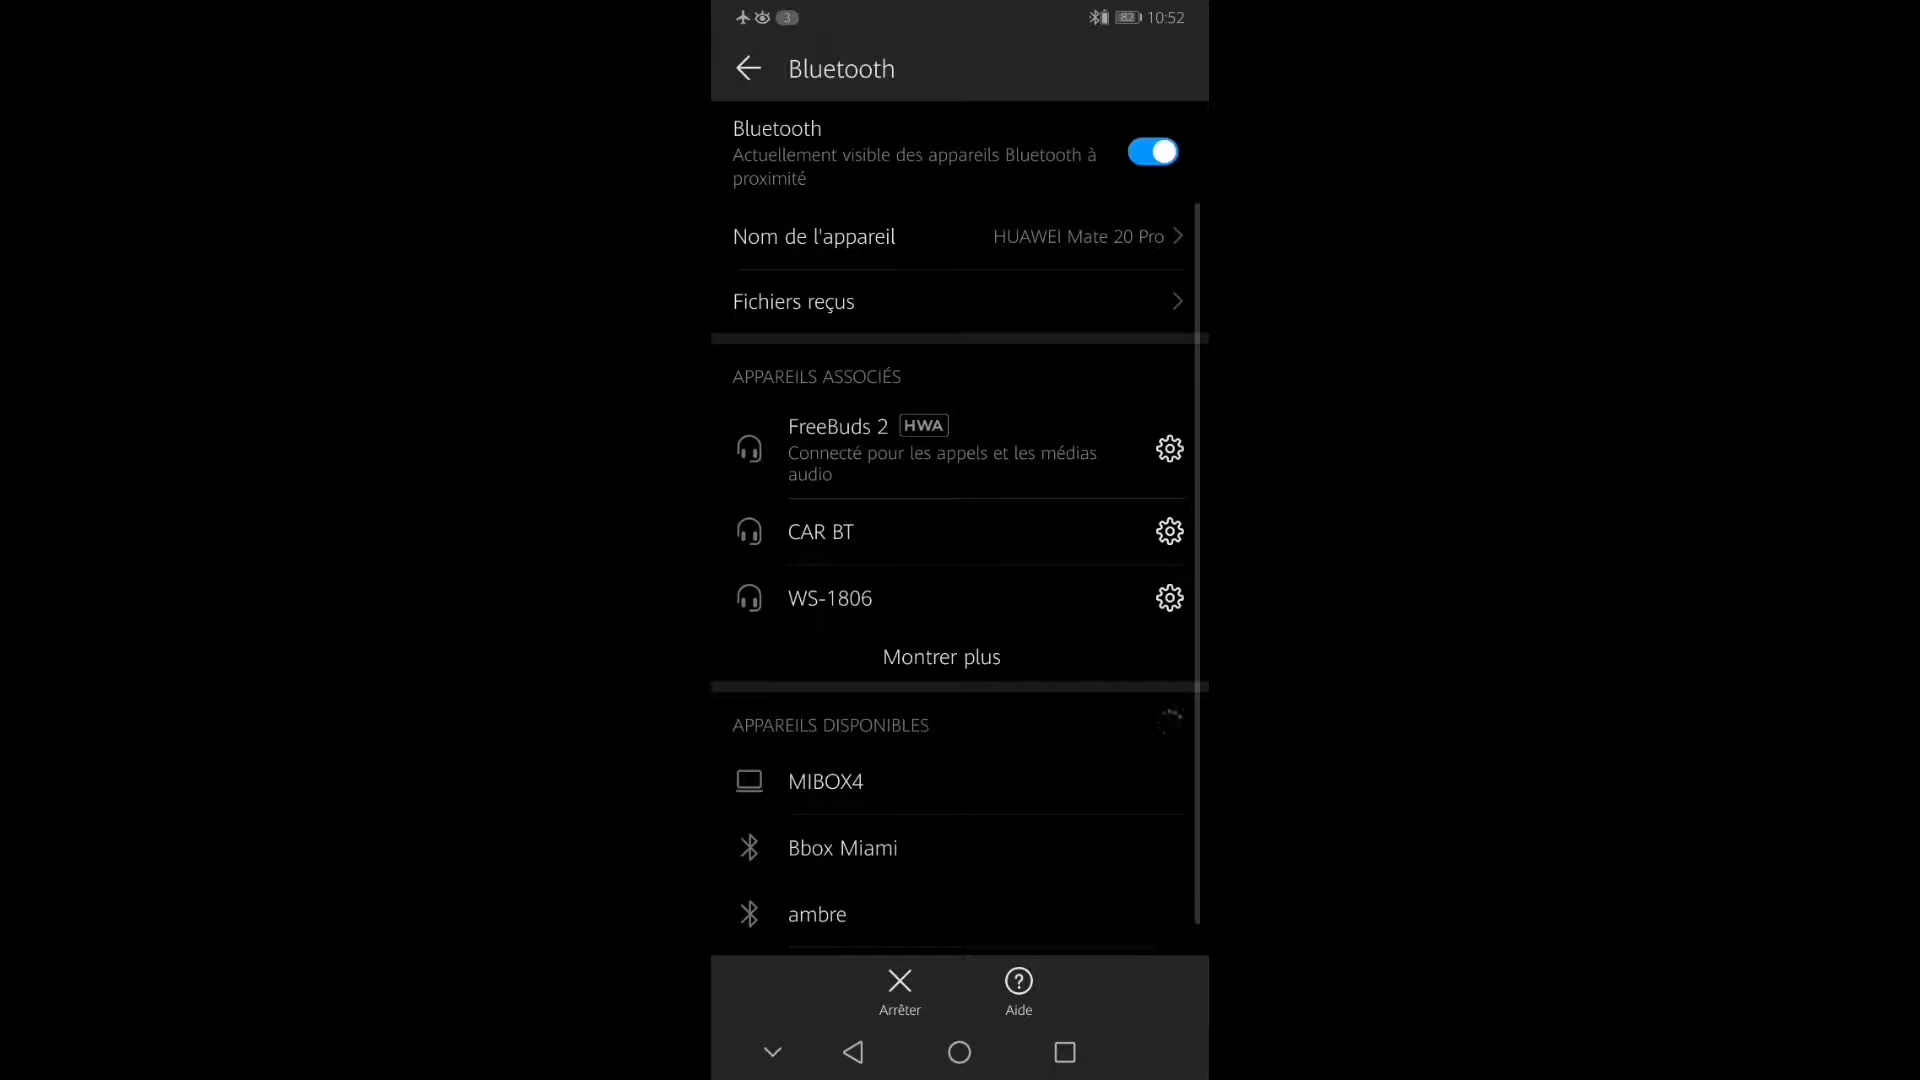 3
82
10:52
Bluetooth
Bluetooth
Actuellement visible des appareils Bluetooth à
proximité
Nom de l'appareil
HUAWEI Mate 20 Pro
Fichiers reçus
APPAREILS ASSOCIÉS
FreeBuds 2 HWA
Connecté pour les appels et les médias
audio
CAR BT
WS-1806
Montrer plus
APPAREILS DISPONIBLES
MIBOX4
Bbox Miami
ambre
Arrêter
Aide